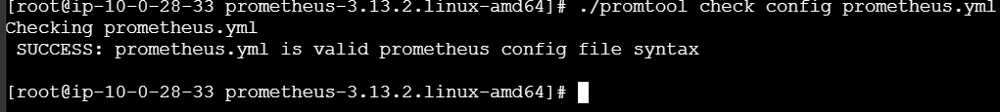 [root@ip-10-0-28-33 prometheus-3.13.2.linux-amd64]# ./promtool check config prometheus.yml
Checking prometheus.yml
 SUCCESS: prometheus.yml is valid prometheus config file syntax
[root@ip-10-0-28-33 prometheus-3.13.2.linux-amd64]#